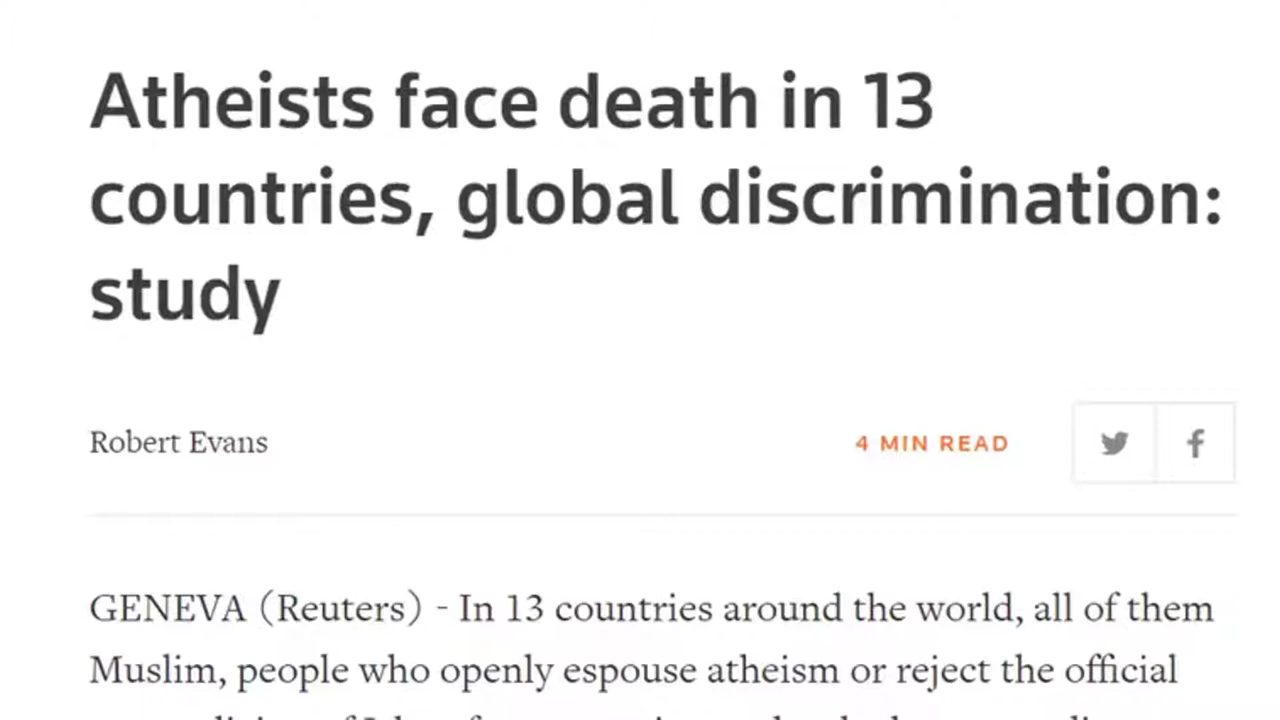 Atheists face death in 13
countries, global discrimination:
study
Robert Evans
4 MIN READ
GENEVA (Reuters) - In 13 countries around the world, all of them
Muslim, people who openly espouse atheism or reject the official